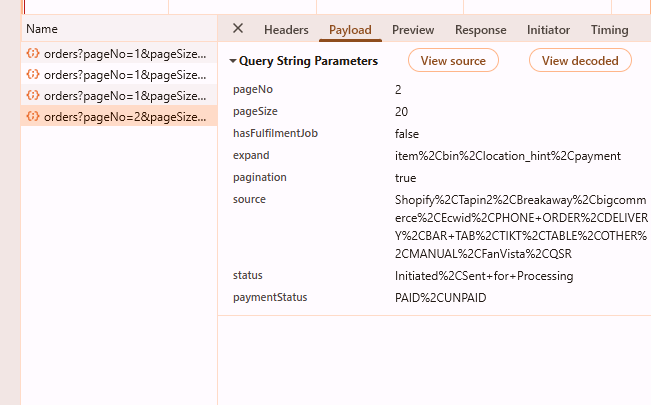 Name
orders?pageNo=1&pageSize...
orders?pageNo=1&pageSize...
orders?pageNo=1&pageSize...
orders?pageNo=2&pageSize...
Headers Payload Preview Response Initiator Timing
Query String Parameters View source View decoded
pageNo 2
pageSize 20
hasFulfilmentJob false
expand item%2Cbin%2Clocation_hint%2Cpayment
pagination true
source Shopify%2CTapin2%2CBreakaway%2Cbigcomm
erce%2CEcwid%2CPHONE+ORDER%2CDELIVER
Y%2CBAR+TAB%2CTIKT%2CTABLE%2COTHER%
2CMANUAL%2CFanVista%2CQSR
status Initiated%2CSent+for+Processing
paymentStatus PAID%2CUNPAID